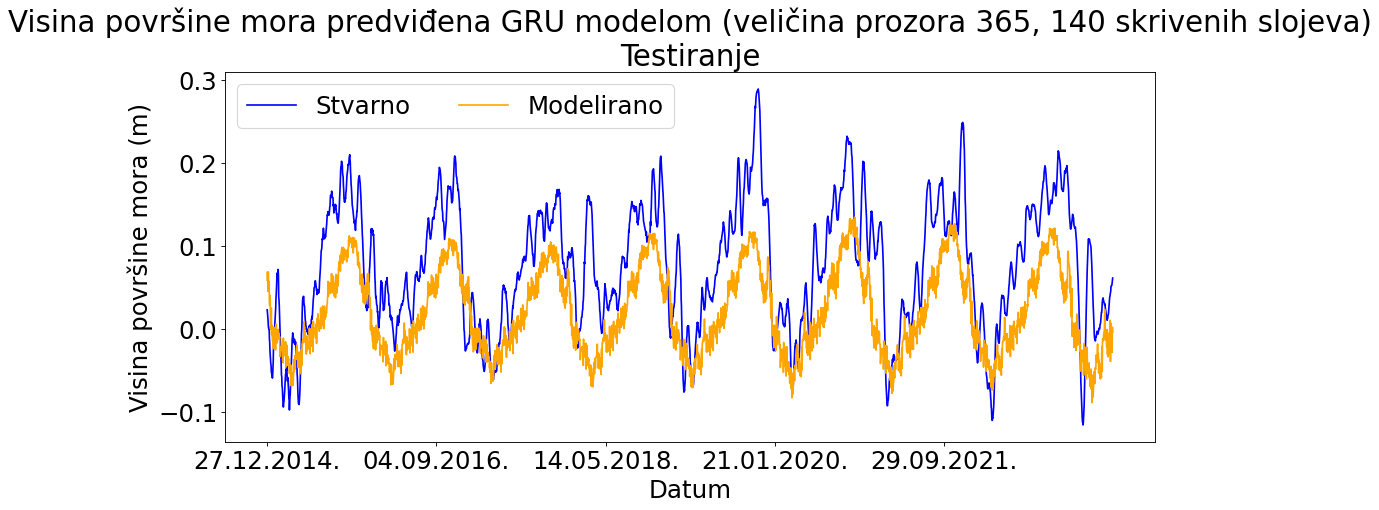 Visina površine mora predviđena GRU modelom (veličina prozora 365, 140 skrivenih slojeva)
Testiranje
Stvarno
Modelirano
Visina površine mora (m)
0.3
0.2
0.1
0.0
−0.1
27.12.2014.
04.09.2016.
14.05.2018.
21.01.2020.
29.09.2021.
Datum